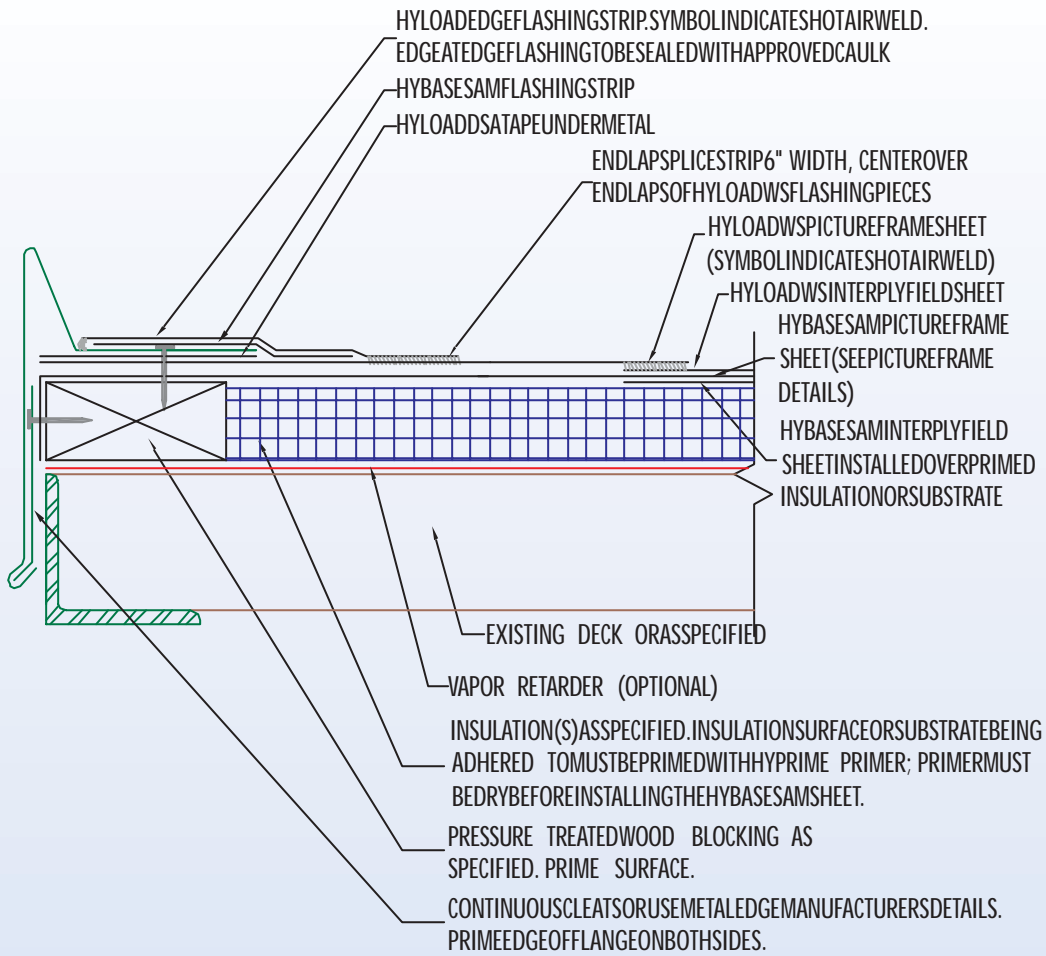 HYLOADEDGEFLASHINGSTRIP.SYMBOLINDICATESHOTAIRWELD.
EDGEATEDGEFLASHINGTOBESEALEDWITHAPPROVEDCAULK
HYBASESAMFLASHINGSTRIP
HYLOADDSATAPEUNDERMETAL
ENDLAPSPLICESTRIP6" WIDTH, CENTEROVER
ENDLAPSOFHYLOADWSFLASHINGPIECES
HYLOADWSPICTUREFRAMESHEET
(SYMBOLINDICATESHOTAIRWELD)
HYLOADWSINTERPLYFIELDSHEET
HYBASESAMPICTUREFRAME
SHEET(SEEPICTUREFRAME
DETAILS)
HYBASESAMINTERPLYFIELD
SHEETINSTALLEDOVERPRIMED
INSULATIONORSUBSTRATE
EXISTING DECK ORASSPECIFIED
VAPOR RETARDER (OPTIONAL)
INSULATION(S)ASSPECIFIED.INSULATIONSURFACEORSUBSTRATEBEING
ADHERED TOMUSTBEPRIMEDWITHHYPRIME PRIMER; PRIMERMUST
BEDRYBEFOREINSTALLINGTHEHYBASESAMSHEET.
PRESSURE TREATEDWOOD BLOCKING AS
SPECIFIED. PRIME SURFACE.
CONTINUOUSCLEATSORUSEMETALEDGEMANUFACTURERSDETAILS.
PRIMEEDGEOFFLANGEONBOTHSIDES.